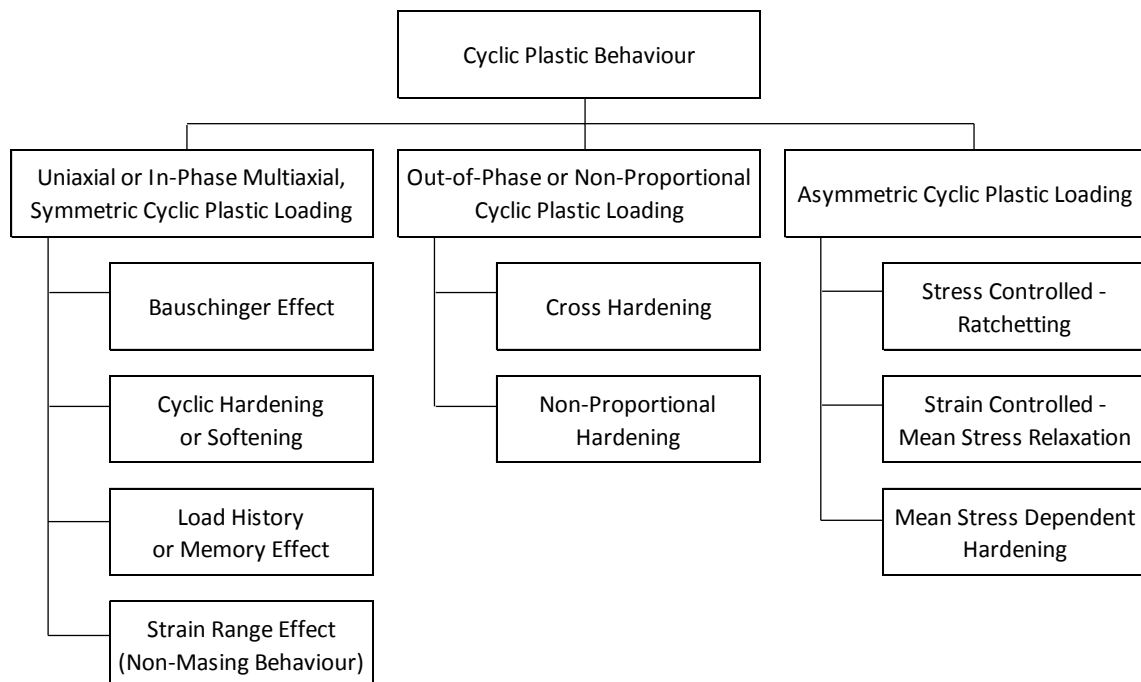 Cyclic Plastic Behaviour
Uniaxial or In-Phase Multiaxial,
Symmetric Cyclic Plastic Loading
Bauschinger Effect
Cyclic Hardening
or Softening
Load History
or Memory Effect
Strain Range Effect
(Non-Masing Behaviour)
Out-of-Phase or Non-Proportional
Cyclic Plastic Loading
Cross Hardening
Non-Proportional
Hardening
Asymmetric Cyclic Plastic Loading
Stress Controlled -
Ratchetting
Strain Controlled -
Mean Stress Relaxation
Mean Stress Dependent
Hardening